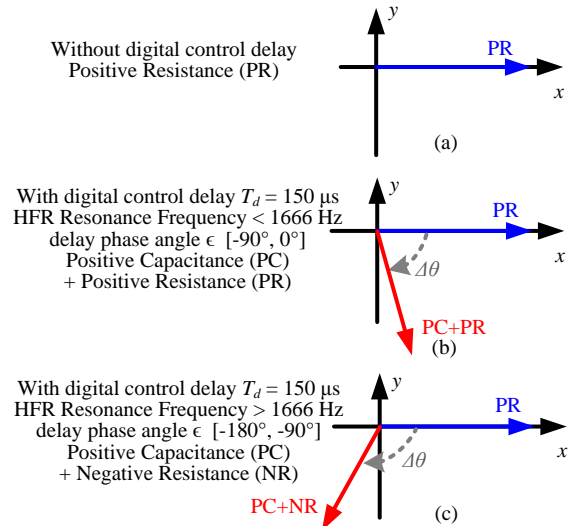 Without digital control delay
Positive Resistance (PR)
y
PR
x
(a)
With digital control delay T_d = 150 μs
HFR Resonance Frequency < 1666 Hz
delay phase angle ϵ [-90°, 0°]
Positive Capacitance (PC)
+ Positive Resistance (PR)
y
PR
x
Δθ
PC+PR
(b)
With digital control delay T_d = 150 μs
HFR Resonance Frequency > 1666 Hz
delay phase angle ϵ [-180°, -90°]
Positive Capacitance (PC)
+ Negative Resistance (NR)
y
PR
x
Δθ
PC+NR
(c)